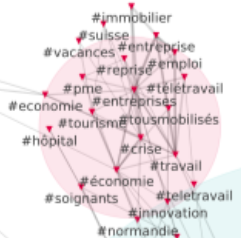 #immobilier
#suisse
#vacances #entreprise
#reprise #emploi
#pme #télétravail
#economie #entreprises
#tourisme #tousmobilisés
#hôpital
#crise
#travail
#économie
#soignants #teletravail
#innovation
#normandie